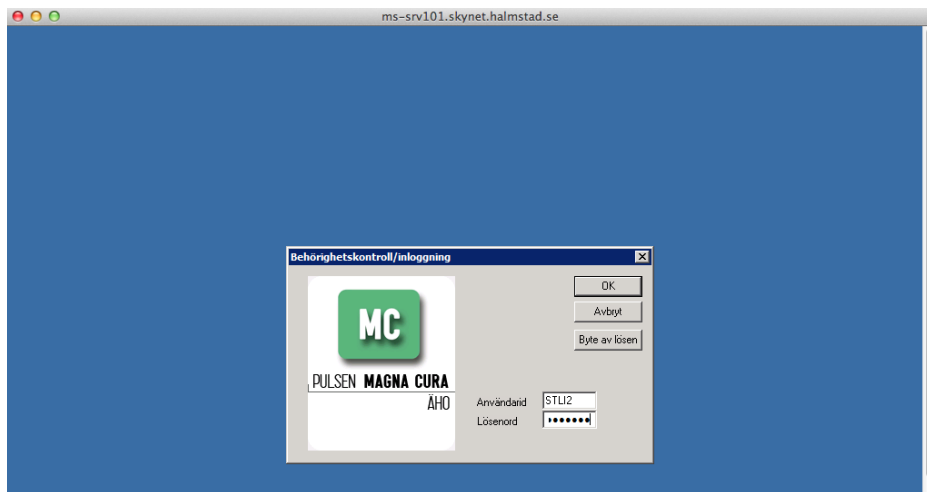 ms-srv101.skynet.halmstad.se
Behörighetskontroll/inloggning
OK
Avbryt
Byte av lösen
MC
PULSEN MAGNA CURA
ÄHO
Användarid STLI2
Lösenord